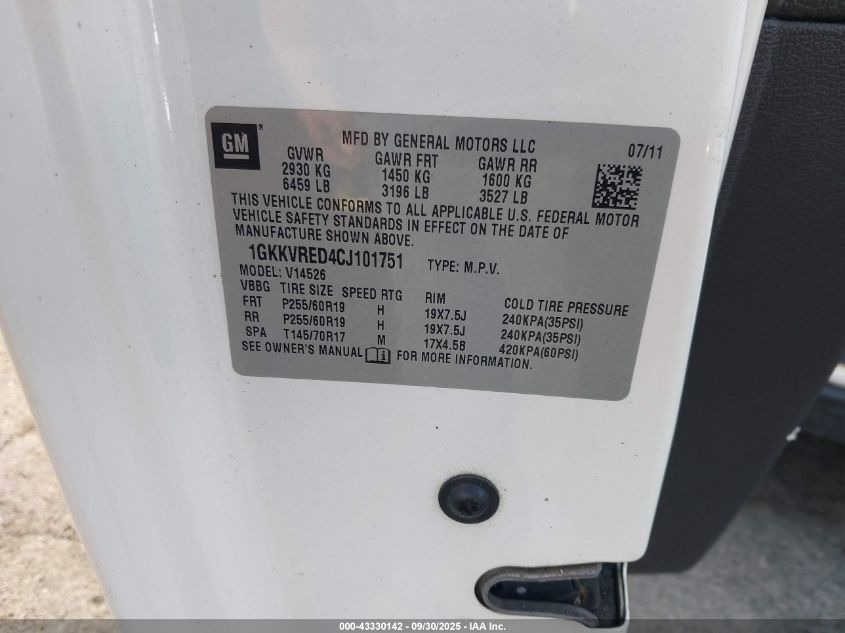 GM
®
MFD BY GENERAL MOTORS LLC 07/11
GVWR GAWR FRT GAWR RR
2930 KG 1450 KG 1600 KG
6459 LB 3196 LB 3527 LB
THIS VEHICLE CONFORMS TO ALL APPLICABLE U.S. FEDERAL MOTOR
VEHICLE SAFETY STANDARDS IN EFFECT ON THE DATE OF
MANUFACTURE SHOWN ABOVE.
1GKKVRED4CJ101751 TYPE: M.P.V.
MODEL: V14526
VBBG TIRE SIZE SPEED RTG RIM COLD TIRE PRESSURE
FRT P255/60R19 H 19X7.5J 240KPA(35PSI)
RR P255/60R19 H 19X7.5J 240KPA(35PSI)
SPA T145/70R17 M 17X4.5B 420KPA(60PSI)
SEE OWNER'S MANUAL FOR MORE INFORMATION.
000-43330142 - 09/30/2025 - IAA Inc.